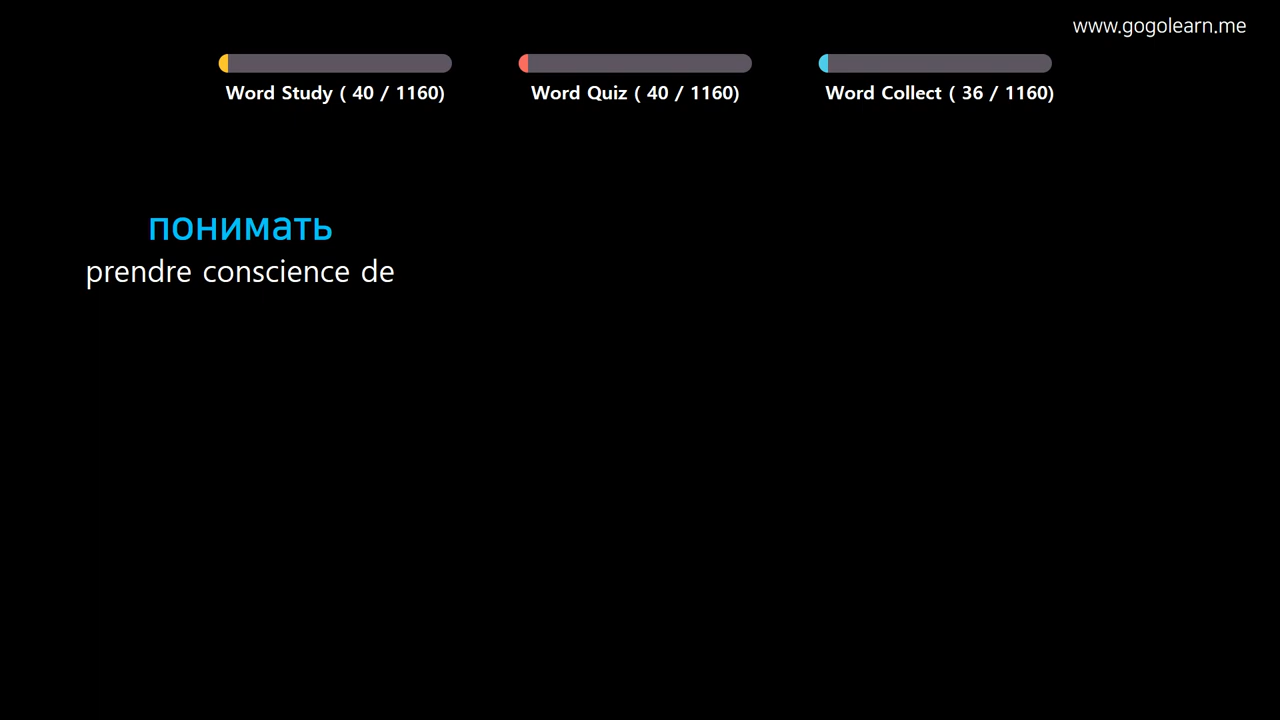 www.gogolearn.me
Word Study ( 40 / 1160)
Word Quiz ( 40 / 1160)
Word Collect ( 36 / 1160)
понимать
prendre conscience de